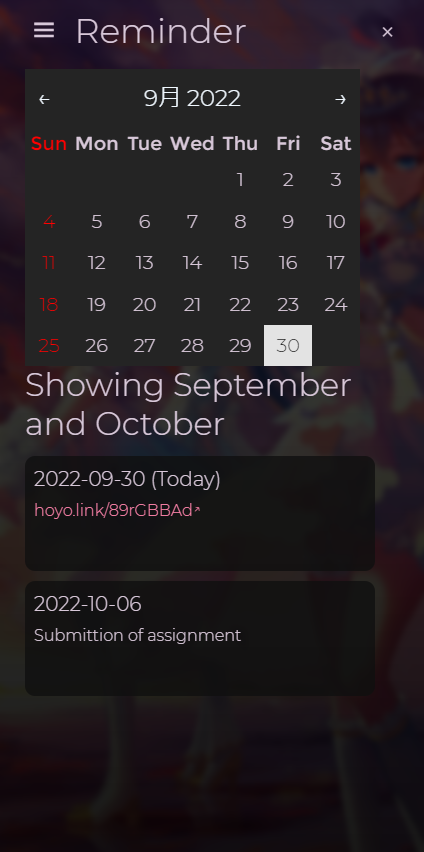 Reminder ×
← 9月 2022 →
Sun Mon Tue Wed Thu Fri Sat
1 2 3
4 5 6 7 8 9 10
11 12 13 14 15 16 17
18 19 20 21 22 23 24
25 26 27 28 29 30
Showing September
and October
2022-09-30 (Today)
hoyo.link/89rGBBAd↗
2022-10-06
Submittion of assignment